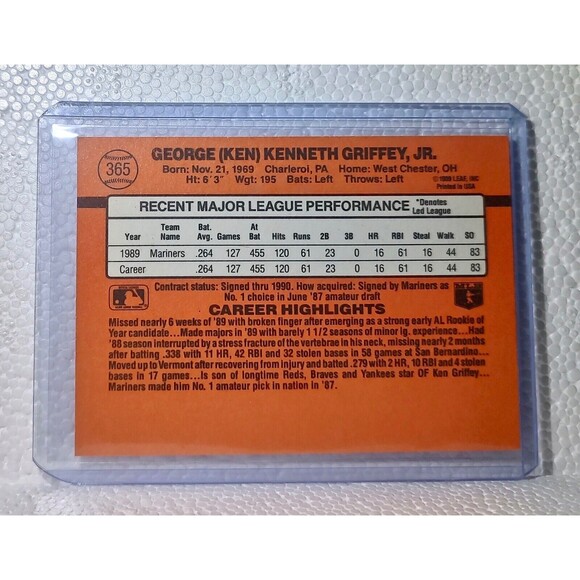 365
GEORGE (KEN) KENNETH GRIFFEY, JR.
Born: Nov. 21, 1969 Charleroi, PA Home: West Chester, OH
Ht: 6'3" Wgt: 195 Bats: Left Throws: Left
©1989 LEAF, INC
Printed in USA
RECENT MAJOR LEAGUE PERFORMANCE *Denotes Led League
Year Team Name Bat. Avg. Games At Bat Hits Runs 2B 3B HR RBI Steal Walk SO
1989 Mariners .264 127 455 120 61 23 0 16 61 16 44 83
Career .264 127 455 120 61 23 0 16 61 16 44 83
Contract status: Signed thru 1990. How acquired: Signed by Mariners as
No. 1 choice in June '87 amateur draft
CAREER HIGHLIGHTS
Missed nearly 6 weeks of '89 with broken finger after emerging as a strong early AL Rookie
of Year candidate...Made majors in '89 with barely 1 1/2 seasons of minor lg. experience...Had
'88 season interrupted by a stress fracture of the vertebrae in his neck, missing nearly 2 months
after batting .338 with 11 HR, 42 RBI and 32 stolen bases in 58 games at San Bernardino...
Moved up to Vermont after recovering from injury and batted .279 with 2 HR, 10 RBI and 4 stolen
bases in 17 games...Is son of longtime Reds, Braves and Yankees star OF Ken Griffey...
Mariners made him No. 1 amateur pick in nation in '87.